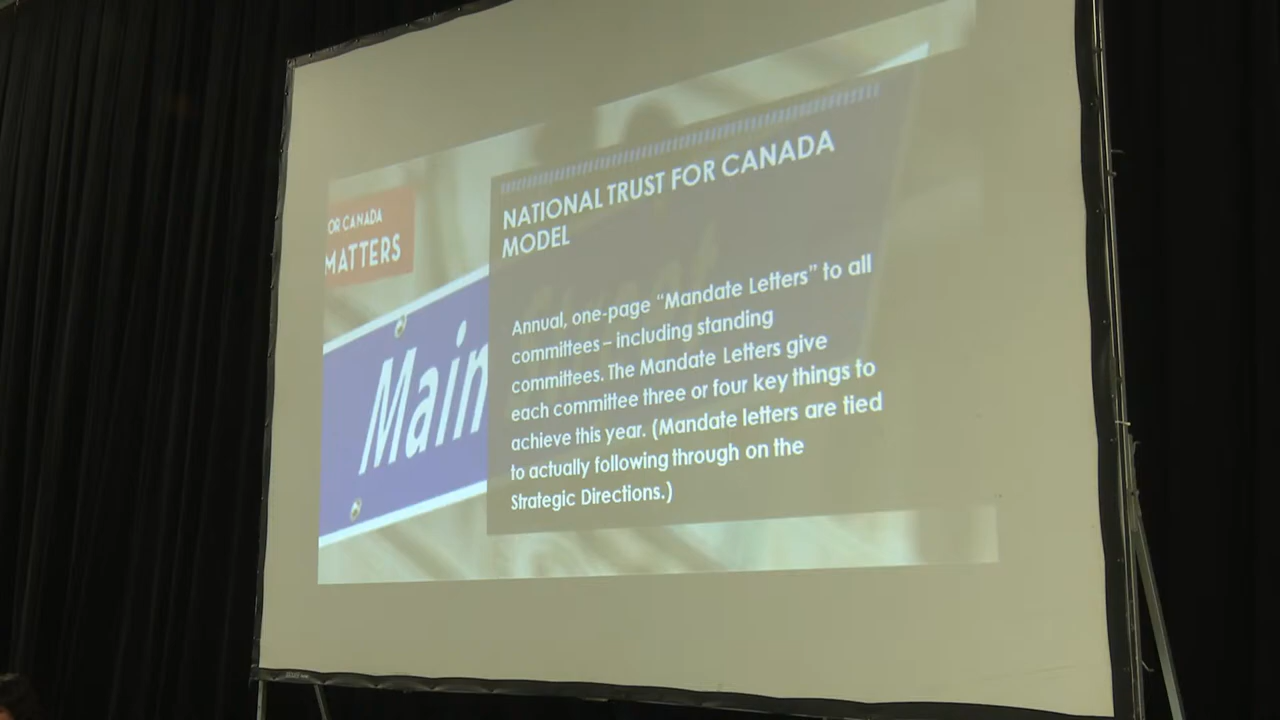 OR CANADA
MATTERS
Main
NATIONAL TRUST FOR CANADA
MODEL
Annual, one-page “Mandate Letters” to all
committees – including standing
committees. The Mandate Letters give
each committee three or four key things to
achieve this year. (Mandate letters are tied
to actually following through on the
Strategic Directions.)